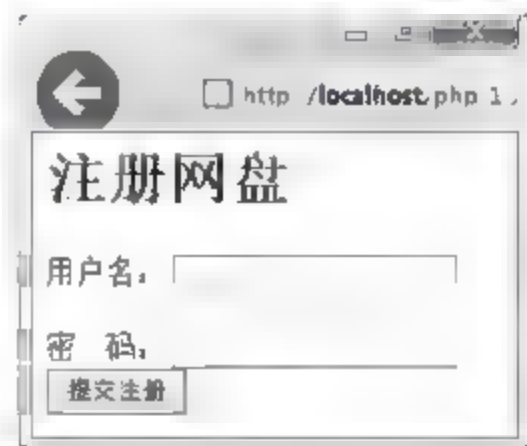 http /localhost/php 1
注册网盘
用户名：
密 码：
提交注册